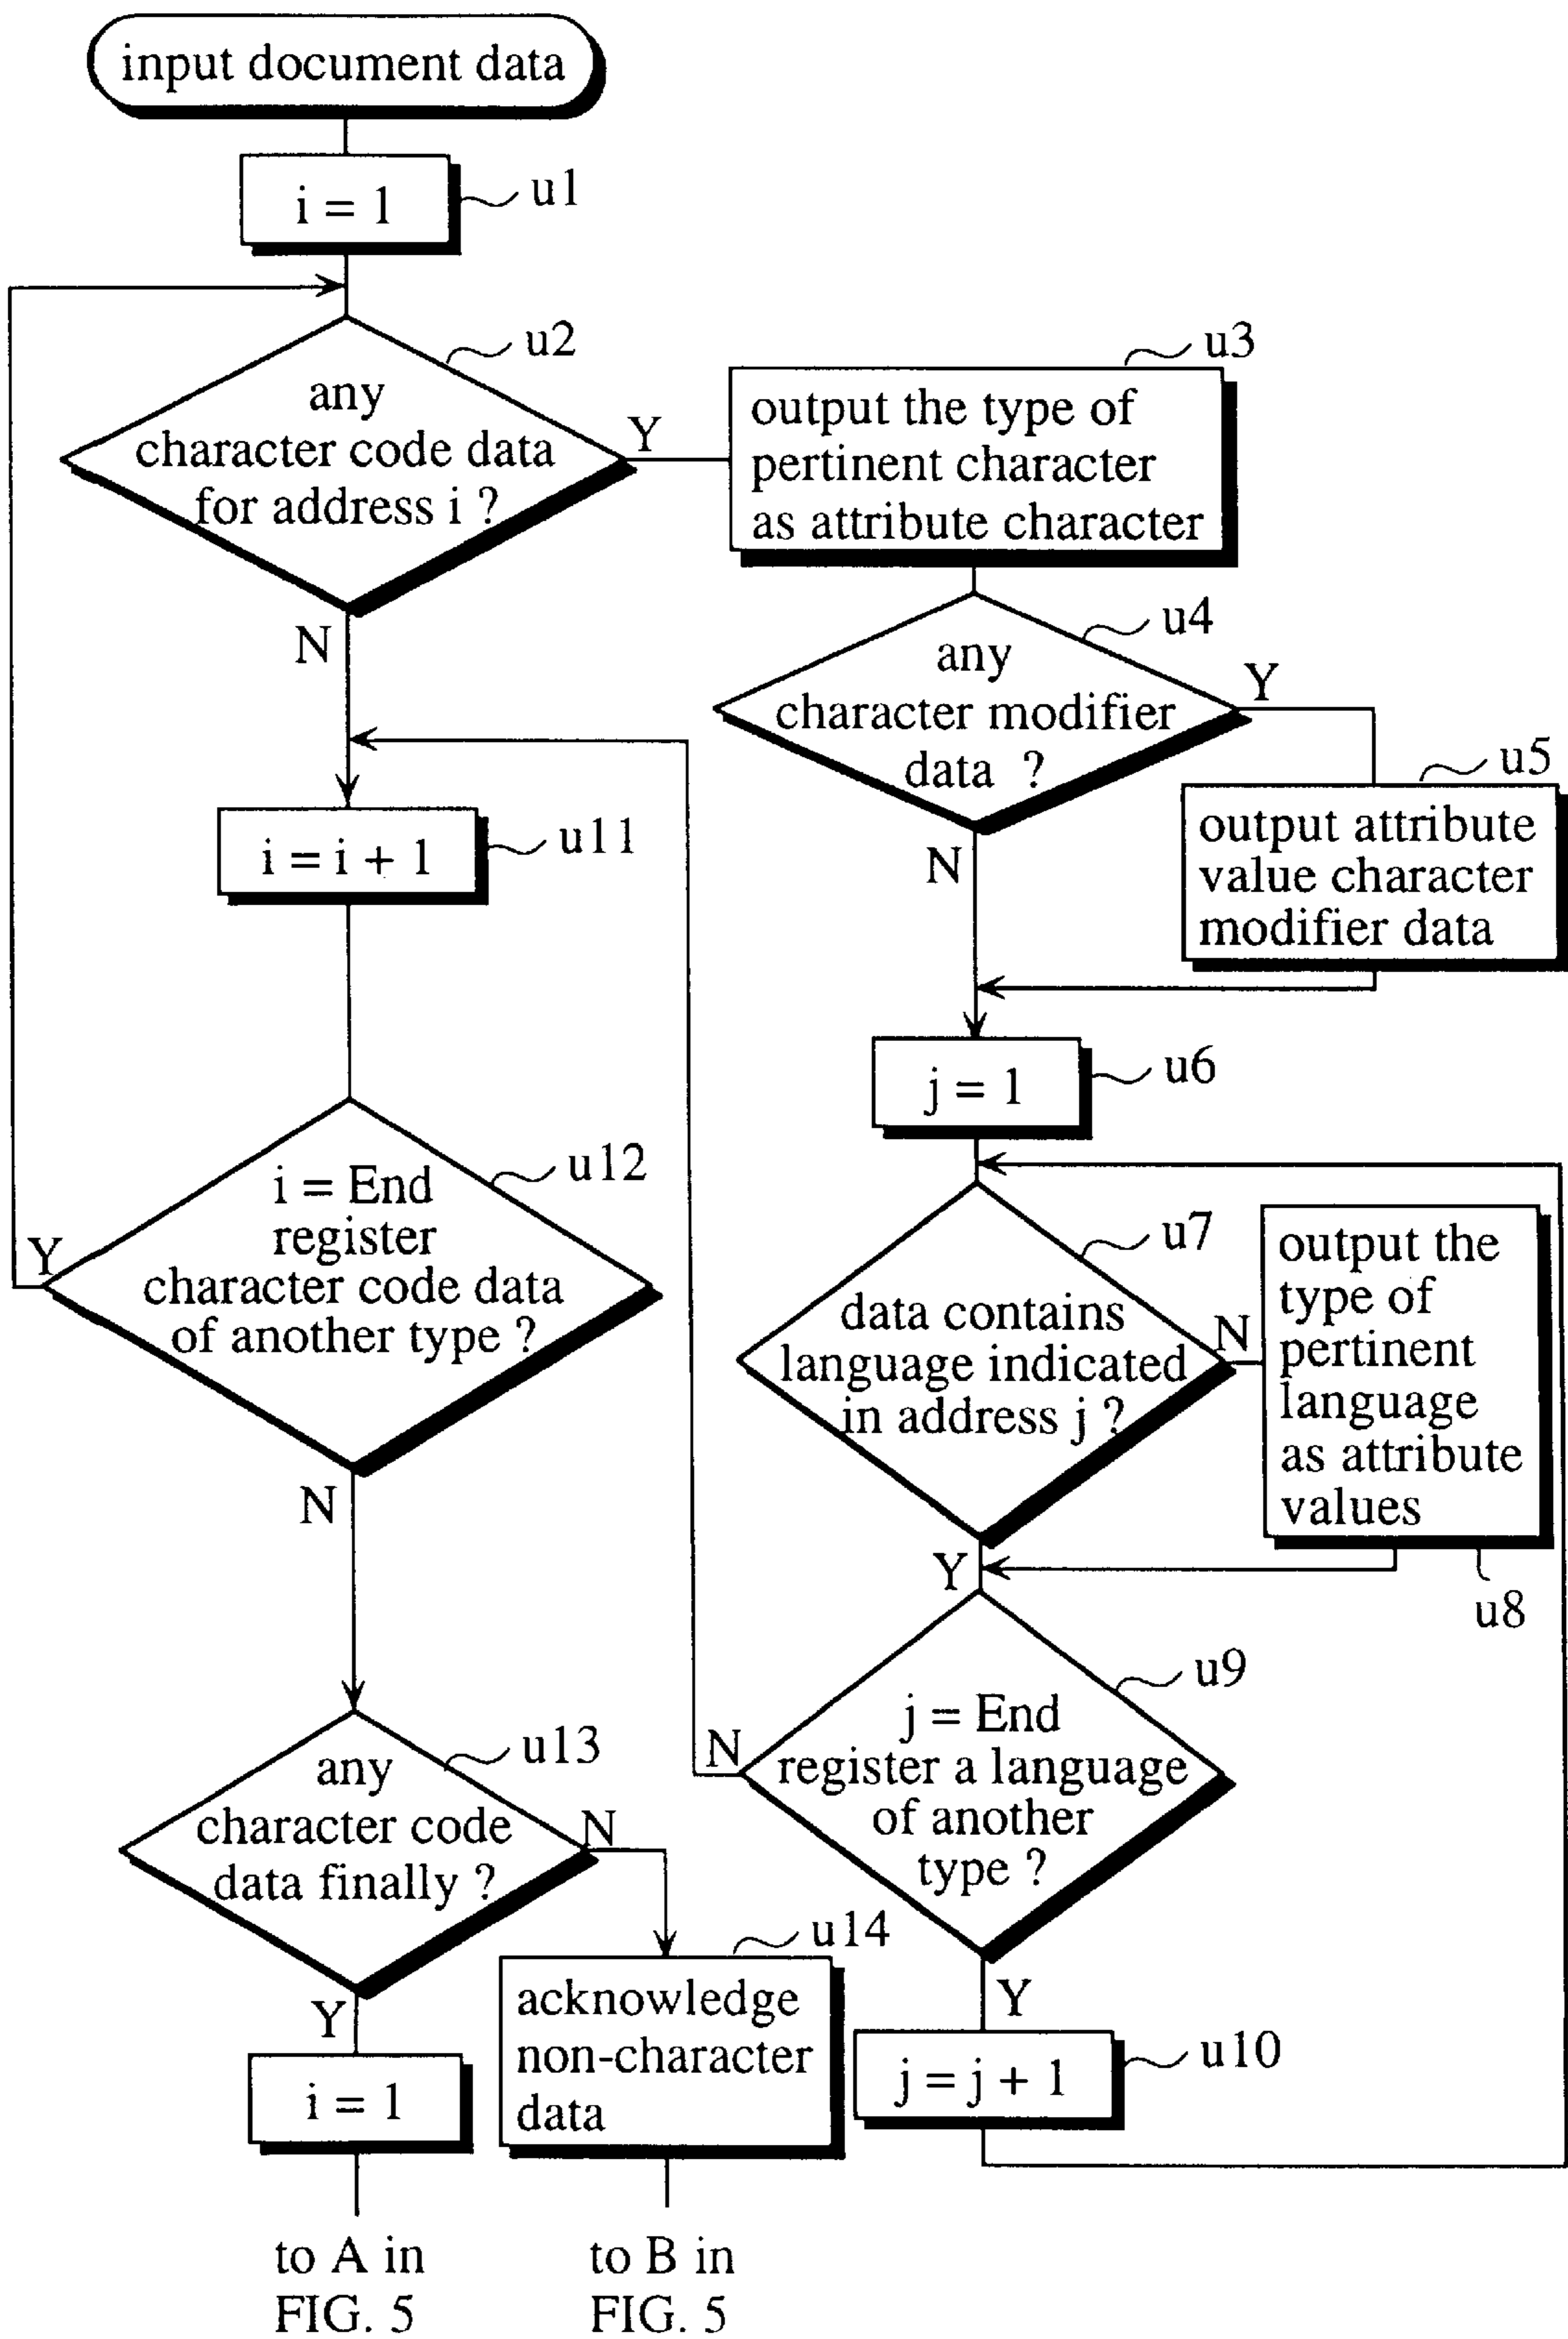 input document data
i = 1
u1
any
character code data
for address i ?
u2
Y
N
output the type of
pertinent character
as attribute character
u3
any
character modifier
data ?
u4
Y
N
output attribute
value character
modifier data
u5
j = 1
u6
data contains
language indicated
in address j ?
u7
N
Y
output the
type of
pertinent
language
as attribute
values
u8
j = End
register a language
of another
type ?
u9
N
Y
j = j + 1
u10
i = i + 1
u11
i = End
register
character code data
of another type ?
u12
Y
N
any
character code
data finally ?
u13
N
Y
acknowledge
non-character
data
u14
i = 1
to A in
FIG. 5
to B in
FIG. 5